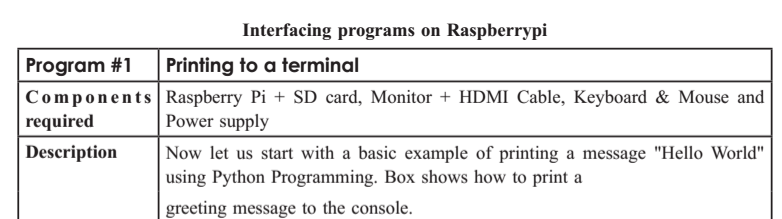 Interfacing programs on Raspberrypi
Program #1 Printing to a terminal
Components Raspberry Pi + SD card, Monitor + HDMI Cable, Keyboard & Mouse and
required Power supply
Description Now let us start with a basic example of printing a message "Hello World"
using Python Programming. Box shows how to print a
greeting message to the console.